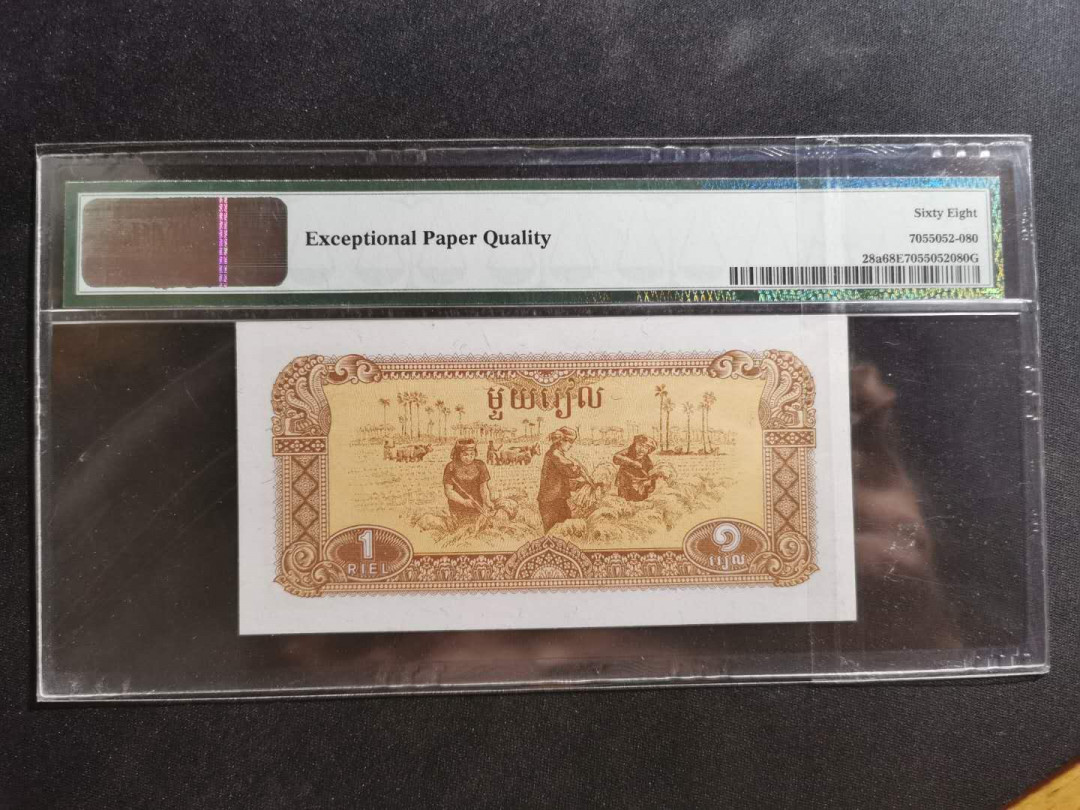 Exceptional Paper Quality
Sixty Eight
7055052-080
28a68E7055052080G
មួយរៀល
1
RIEL
១
រៀល